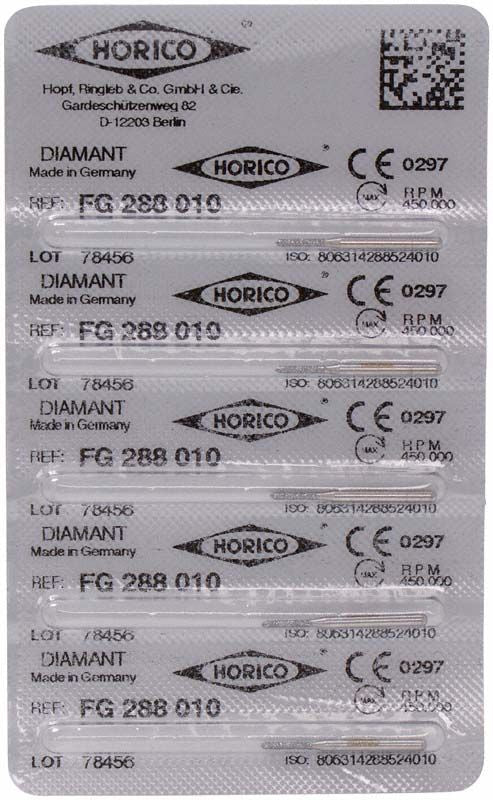 HORICO
Hopf, Ringleb & Co. GmbH & Cie.
Gardeschützenweg 82
D-12203 Berlin
DIAMANT HORICO ® CE 0297
Made in Germany
REF: FG 288 010 MAX RPM 450.000
LOT 78456 ISO: 806314288524010
DIAMANT HORICO ® CE 0297
Made in Germany
REF: FG 288 010 MAX RPM 450.000
LOT 78456 ISO: 806314288524010
DIAMANT HORICO ® CE 0297
Made in Germany
REF: FG 288 010 MAX RPM 450.000
LOT 78456 ISO: 806314288524010
DIAMANT HORICO ® CE 0297
Made in Germany
REF: FG 288 010 MAX RPM 450.000
LOT 78456 ISO: 806314288524010
DIAMANT HORICO ® CE 0297
Made in Germany
REF: FG 288 010 MAX RPM 450.000
LOT 78456 ISO: 806314288524010